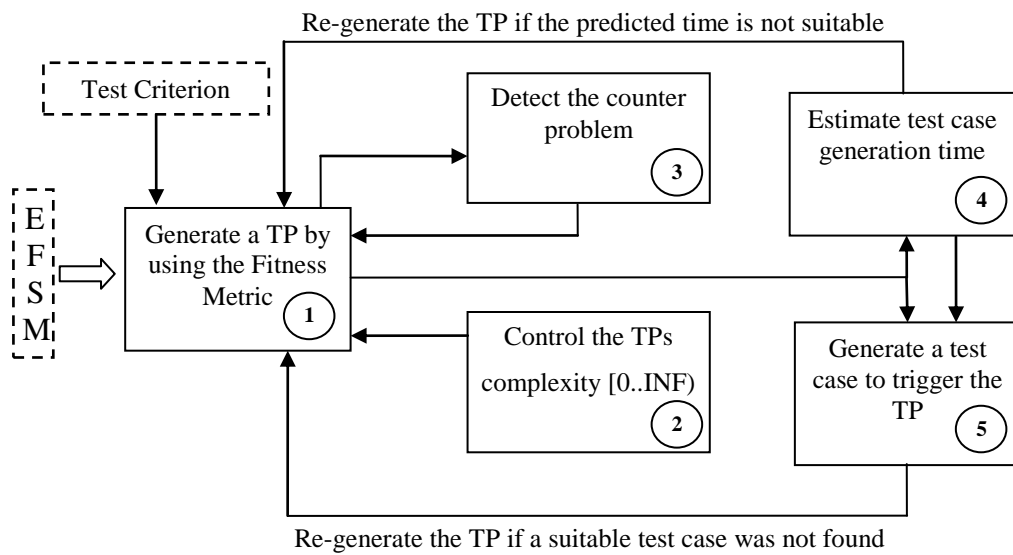 Re-generate the TP if the predicted time is not suitable
Test Criterion
Detect the counter
problem
3
Estimate test case
generation time
4
E
F
S
M
Generate a TP by
using the Fitness
Metric
1
Control the TPs
complexity [0..INF)
2
Generate a test
case to trigger the
TP
5
Re-generate the TP if a suitable test case was not found